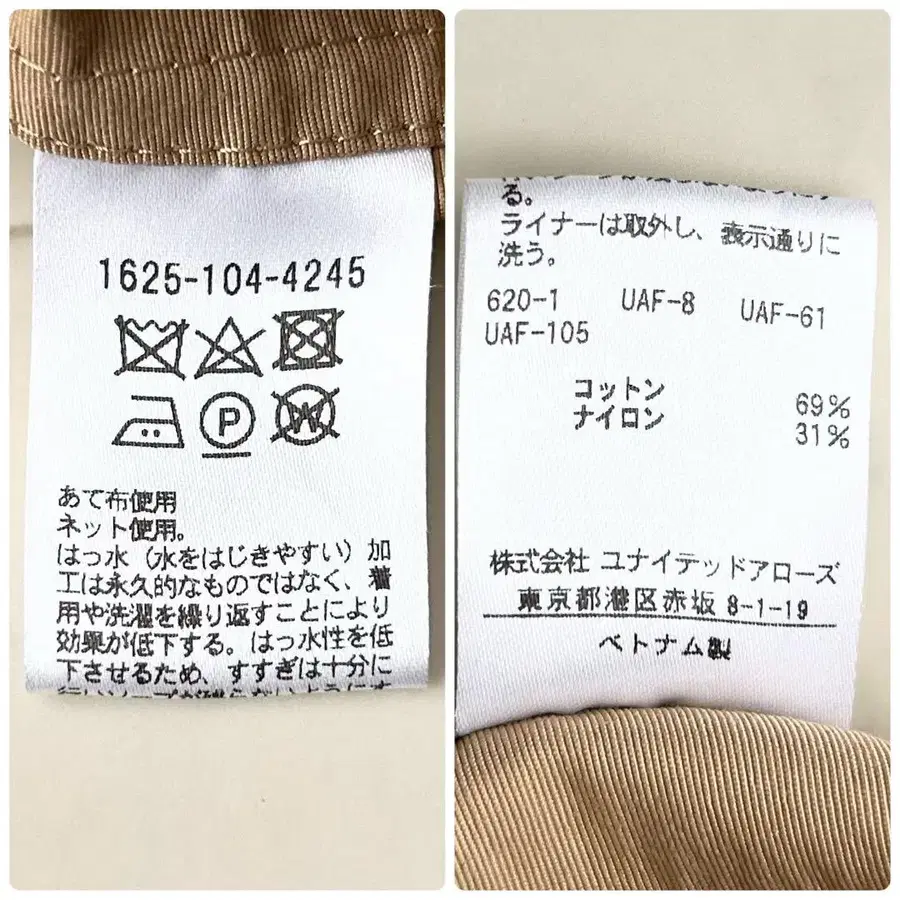 1625-104-4245
P
W
あて布使用
ネット使用。
はっ水（水をはじきやすい）加
工は永久的なものではなく、着
用や洗濯を繰り返すことにより
効果が低下する。はっ水性を低
下させるため、すすぎは十分に
る。
ライナーは取外し、表示通りに
洗う。
620-1 UAF-8 UAF-61
UAF-105
コットン 69%
ナイロン 31%
株式会社 ユナイテッドアローズ
東京都港区赤坂 8-1-19
ベトナム製